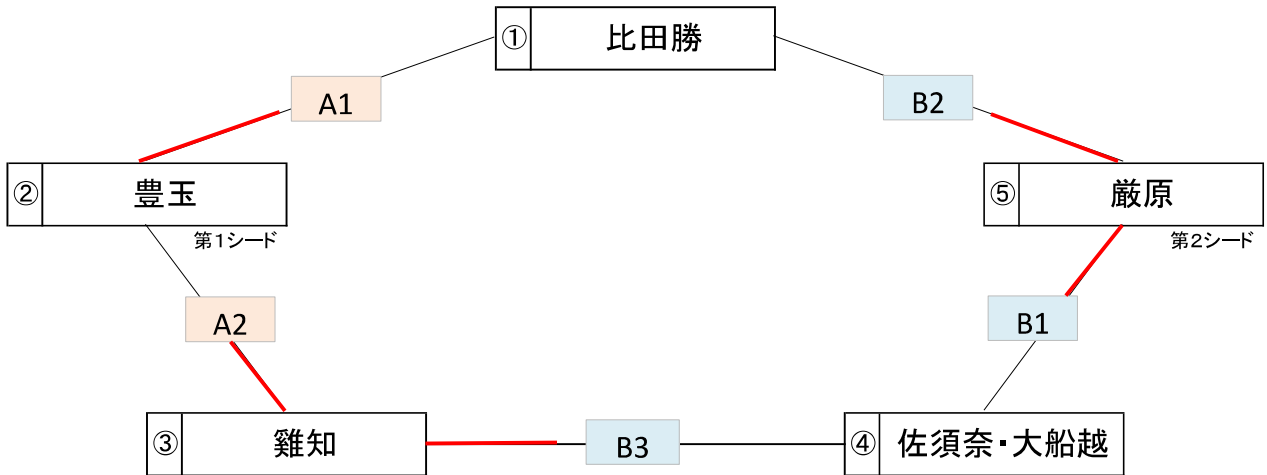 ① 比田勝
A1
B2
② 豊玉
第1シード
⑤ 厳原
第2シード
A2
B1
③ 雞知
B3
④ 佐須奈・大船越